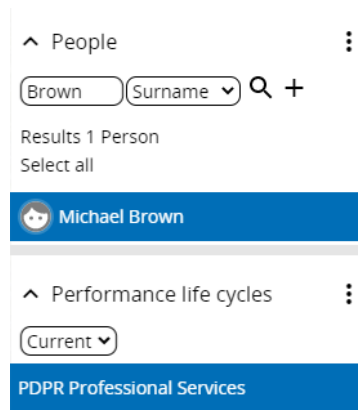 People
Brown Surname
Results 1 Person
Select all
Michael Brown
Performance life cycles
Current
PDPR Professional Services